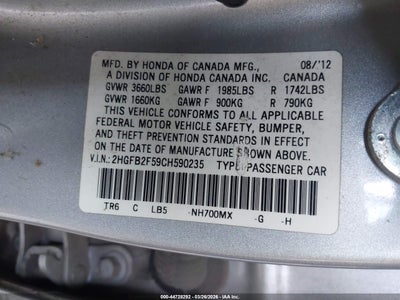 MFD. BY HONDA OF CANADA MFG., 08/'12
A DIVISION OF HONDA CANADA INC. CANADA
GVWR 3660LBS GAWR F 1985LBS R 1742LBS
GVWR 1660KG GAWR F 900KG R 790KG
THIS VEHICLE CONFORMS TO ALL APPLICABLE
FEDERAL MOTOR VEHICLE SAFETY, BUMPER,
AND THEFT PREVENTION STANDARDS IN EFFECT
ON THE DATE OF MANUFACTURE SHOWN ABOVE.
V.I.N.: 2HGFB2F59CH590235 TYPE: PASSENGER CAR
TR6 C LB5 -NH700MX -G -H
000-44728292 | 03/26/2026 | © IAA, Inc.